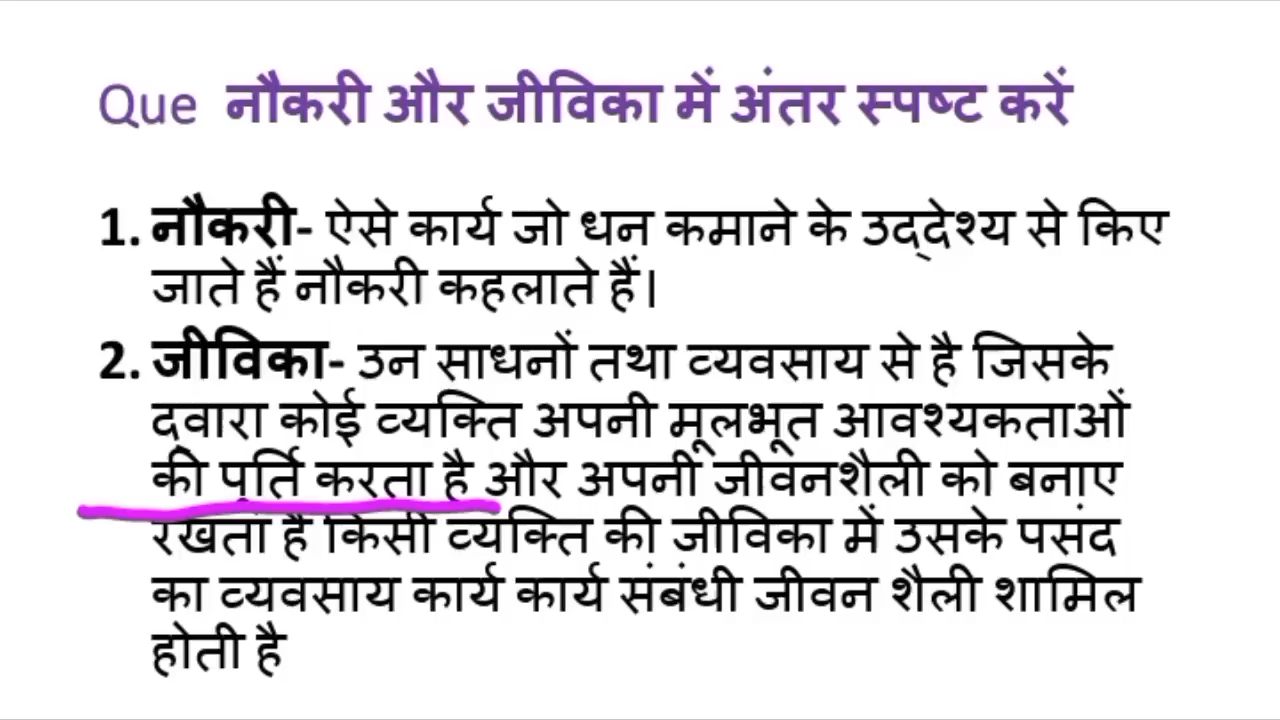 Que नौकरी और जीविका में अंतर स्पष्ट करें
1. नौकरी- ऐसे कार्य जो धन कमाने के उद्देश्य से किए
जाते हैं नौकरी कहलाते हैं।
2. जीविका- उन साधनों तथा व्यवसाय से है जिसके
द्वारा कोई व्यक्ति अपनी मूलभूत आवश्यकताओं
की पूर्ति करता है और अपनी जीवनशैली को बनाए
रखता है किसी व्यक्ति की जीविका में उसके पसंद
का व्यवसाय कार्य कार्य संबंधी जीवन शैली शामिल
होती है